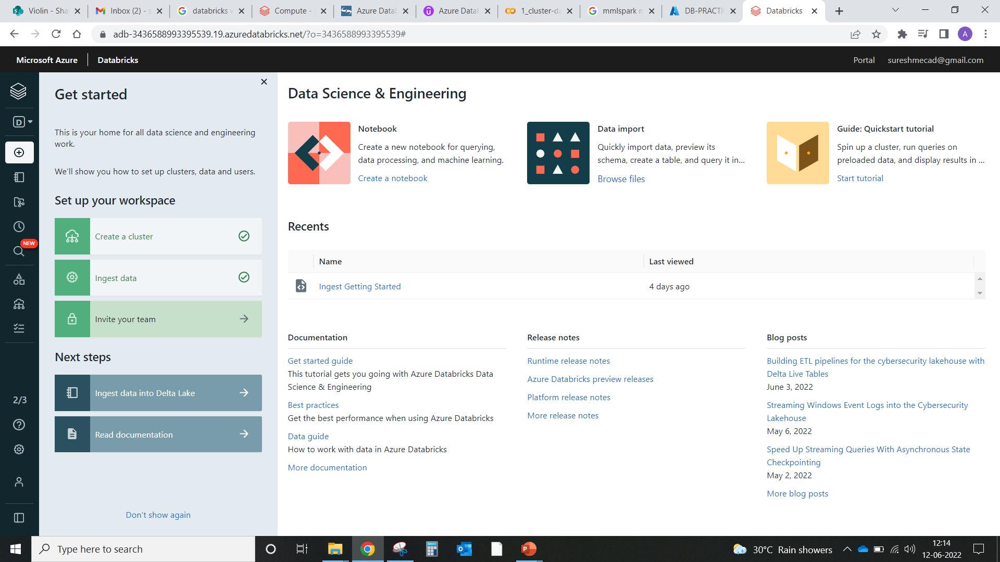 Violin - Sha
Inbox (2) - s
databricks w
Compute -
Azure Datab
Azure Datab
1_cluster-da
mmlspark m
DB-PRACTIC
Databricks
adb-3436588993395539.19.azuredatabricks.net/?o=3436588993395539#
A
Microsoft Azure
Databricks
Portal
sureshmecad@gmail.com
D
NEW
2/3
Get started
This is your home for all data science and engineering
work.
We'll show you how to set up clusters, data and users.
Set up your workspace
Create a cluster
Ingest data
Invite your team
Next steps
Ingest data into Delta Lake
Read documentation
Don't show again
Data Science & Engineering
Notebook
Create a new notebook for querying,
data processing, and machine learning.
Create a notebook
Data import
Quickly import data, preview its
schema, create a table, and query it in...
Browse files
Guide: Quickstart tutorial
Spin up a cluster, run queries on
preloaded data, and display results in ...
Start tutorial
Recents
Name
Last viewed
Ingest Getting Started
4 days ago
Documentation
Get started guide
This tutorial gets you going with Azure Databricks Data
Science & Engineering
Best practices
Get the best performance when using Azure Databricks
Data guide
How to work with data in Azure Databricks
More documentation
Release notes
Runtime release notes
Azure Databricks preview releases
Platform release notes
More release notes
Blog posts
Building ETL pipelines for the cybersecurity lakehouse with
Delta Live Tables
June 3, 2022
Streaming Windows Event Logs into the Cybersecurity
Lakehouse
May 6, 2022
Speed Up Streaming Queries With Asynchronous State
Checkpointing
May 2, 2022
More blog posts
Type here to search
30°C Rain showers
12:14
12-06-2022